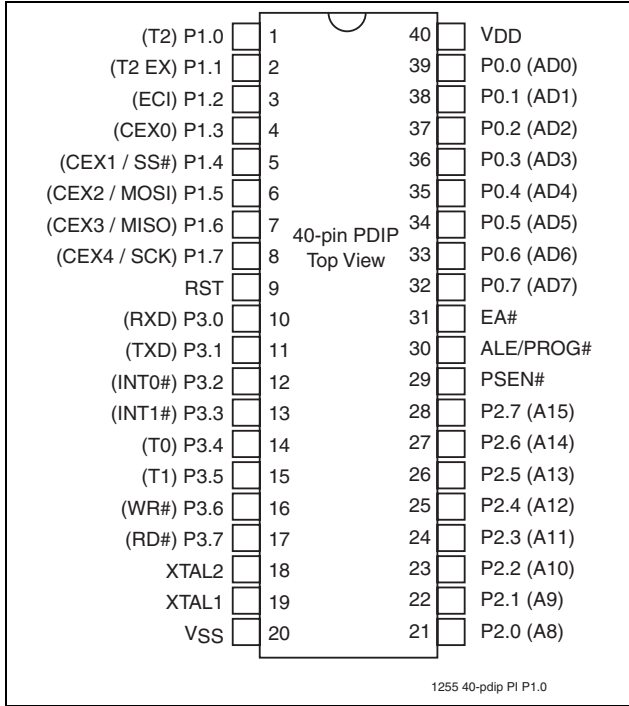 (T2) P1.0 1 40 VDD
(T2 EX) P1.1 2 39 P0.0 (AD0)
(ECI) P1.2 3 38 P0.1 (AD1)
(CEX0) P1.3 4 37 P0.2 (AD2)
(CEX1 / SS#) P1.4 5 36 P0.3 (AD3)
(CEX2 / MOSI) P1.5 6 35 P0.4 (AD4)
(CEX3 / MISO) P1.6 7 34 P0.5 (AD5)
40-pin PDIP
(CEX4 / SCK) P1.7 8 33 P0.6 (AD6)
Top View
RST 9 32 P0.7 (AD7)
(RXD) P3.0 10 31 EA#
(TXD) P3.1 11 30 ALE/PROG#
(INT0#) P3.2 12 29 PSEN#
(INT1#) P3.3 13 28 P2.7 (A15)
(T0) P3.4 14 27 P2.6 (A14)
(T1) P3.5 15 26 P2.5 (A13)
(WR#) P3.6 16 25 P2.4 (A12)
(RD#) P3.7 17 24 P2.3 (A11)
XTAL2 18 23 P2.2 (A10)
XTAL1 19 22 P2.1 (A9)
VSS 20 21 P2.0 (A8)
1255 40-pdip PI P1.0